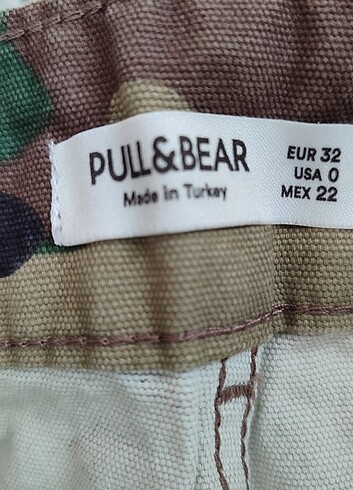 PULL&BEAR
Made in Turkey
EUR 32
USA 0
MEX 22